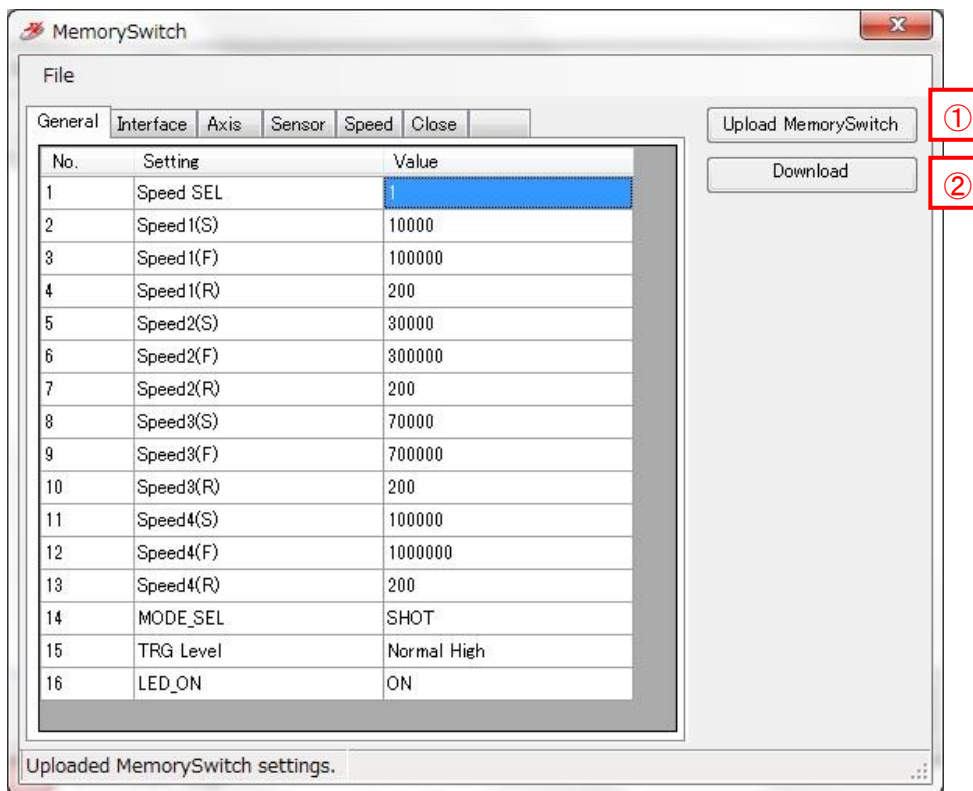 MemorySwitch
File
General Interface Axis Sensor Speed Close
Upload MemorySwitch ①
Download ②
No. Setting Value
1 Speed SEL 1
2 Speed1(S) 10000
3 Speed1(F) 100000
4 Speed1(R) 200
5 Speed2(S) 30000
6 Speed2(F) 300000
7 Speed2(R) 200
8 Speed3(S) 70000
9 Speed3(F) 700000
10 Speed3(R) 200
11 Speed4(S) 100000
12 Speed4(F) 1000000
13 Speed4(R) 200
14 MODE_SEL SHOT
15 TRG Level Normal High
16 LED_ON ON
Uploaded MemorySwitch settings.